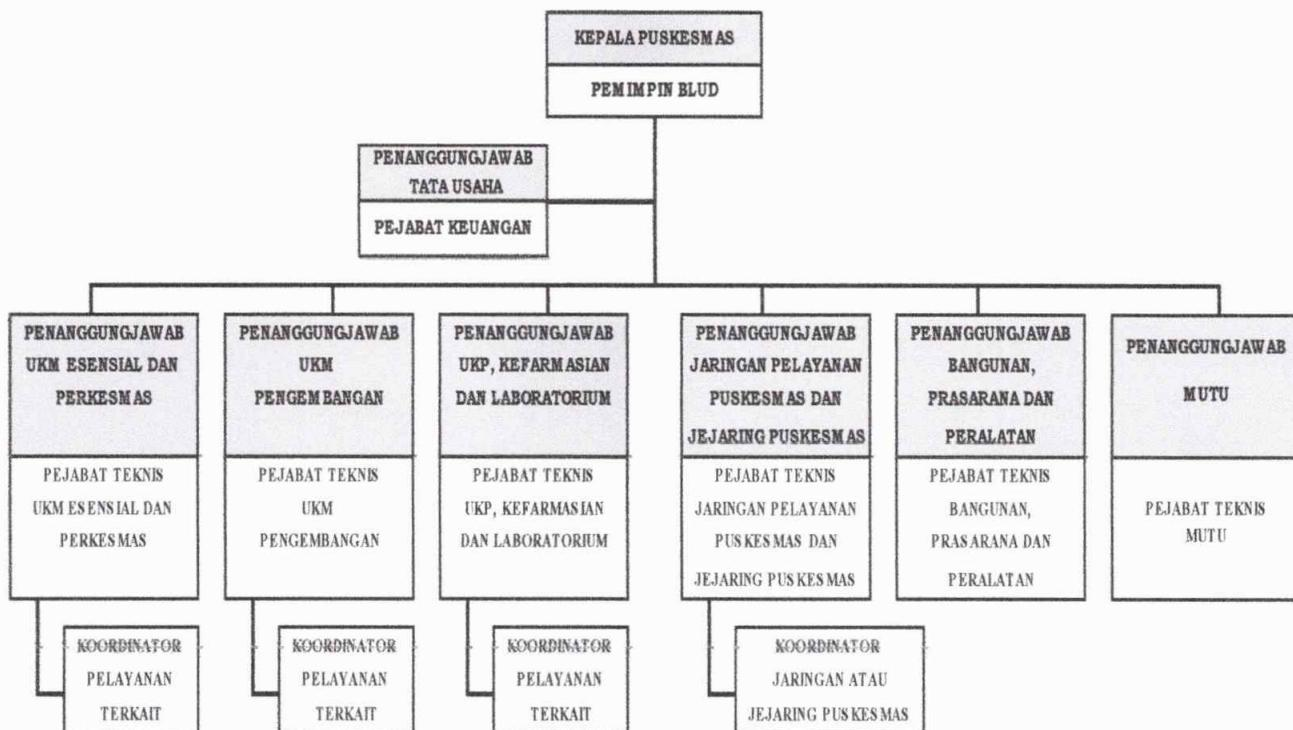 KEPALA PUSKESMAS
PEMIMPIN BLUD
PENANGGUNGJAWAB
TATA USAHA
PEJABAT KEUANGAN
PENANGGUNGJAWAB
UKM ESENSIAL DAN
PERKESMAS
PEJABAT TEKNIS
UKM ESENSIAL DAN
PERKESMAS
KOORDINATOR
PELAYANAN
TERKAIT
PENANGGUNGJAWAB
UKM
PENGEMBANGAN
PEJABAT TEKNIS
UKM
PENGEMBANGAN
KOORDINATOR
PELAYANAN
TERKAIT
PENANGGUNGJAWAB
UKP, KEFARMASIAN
DAN LABORATORIUM
PEJABAT TEKNIS
UKP, KEFARMASIAN
DAN LABORATORIUM
KOORDINATOR
PELAYANAN
TERKAIT
PENANGGUNGJAWAB
JARINGAN PELAYANAN
PUSKESMAS DAN
JEJARING PUSKESMAS
PEJABAT TEKNIS
JARINGAN PELAYANAN
PUSKESMAS DAN
JEJARING PUSKESMAS
KOORDINATOR
JARINGAN ATAU
JEJARING PUSKESMAS
PENANGGUNGJAWAB
BANGUNAN,
PRASARANA DAN
PERALATAN
PEJABAT TEKNIS
BANGUNAN,
PRASARANA DAN
PERALATAN
PENANGGUNGJAWAB
MUTU
PEJABAT TEKNIS
MUTU